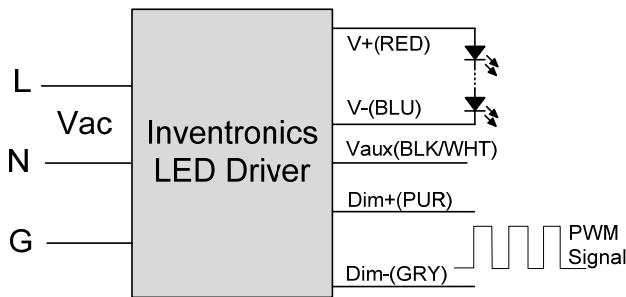 L
Vac
N
G
Inventronics
LED Driver
V+(RED)
V-(BLU)
Vaux(BLK/WHT)
Dim+(PUR)
Dim-(GRY)
PWM
Signal